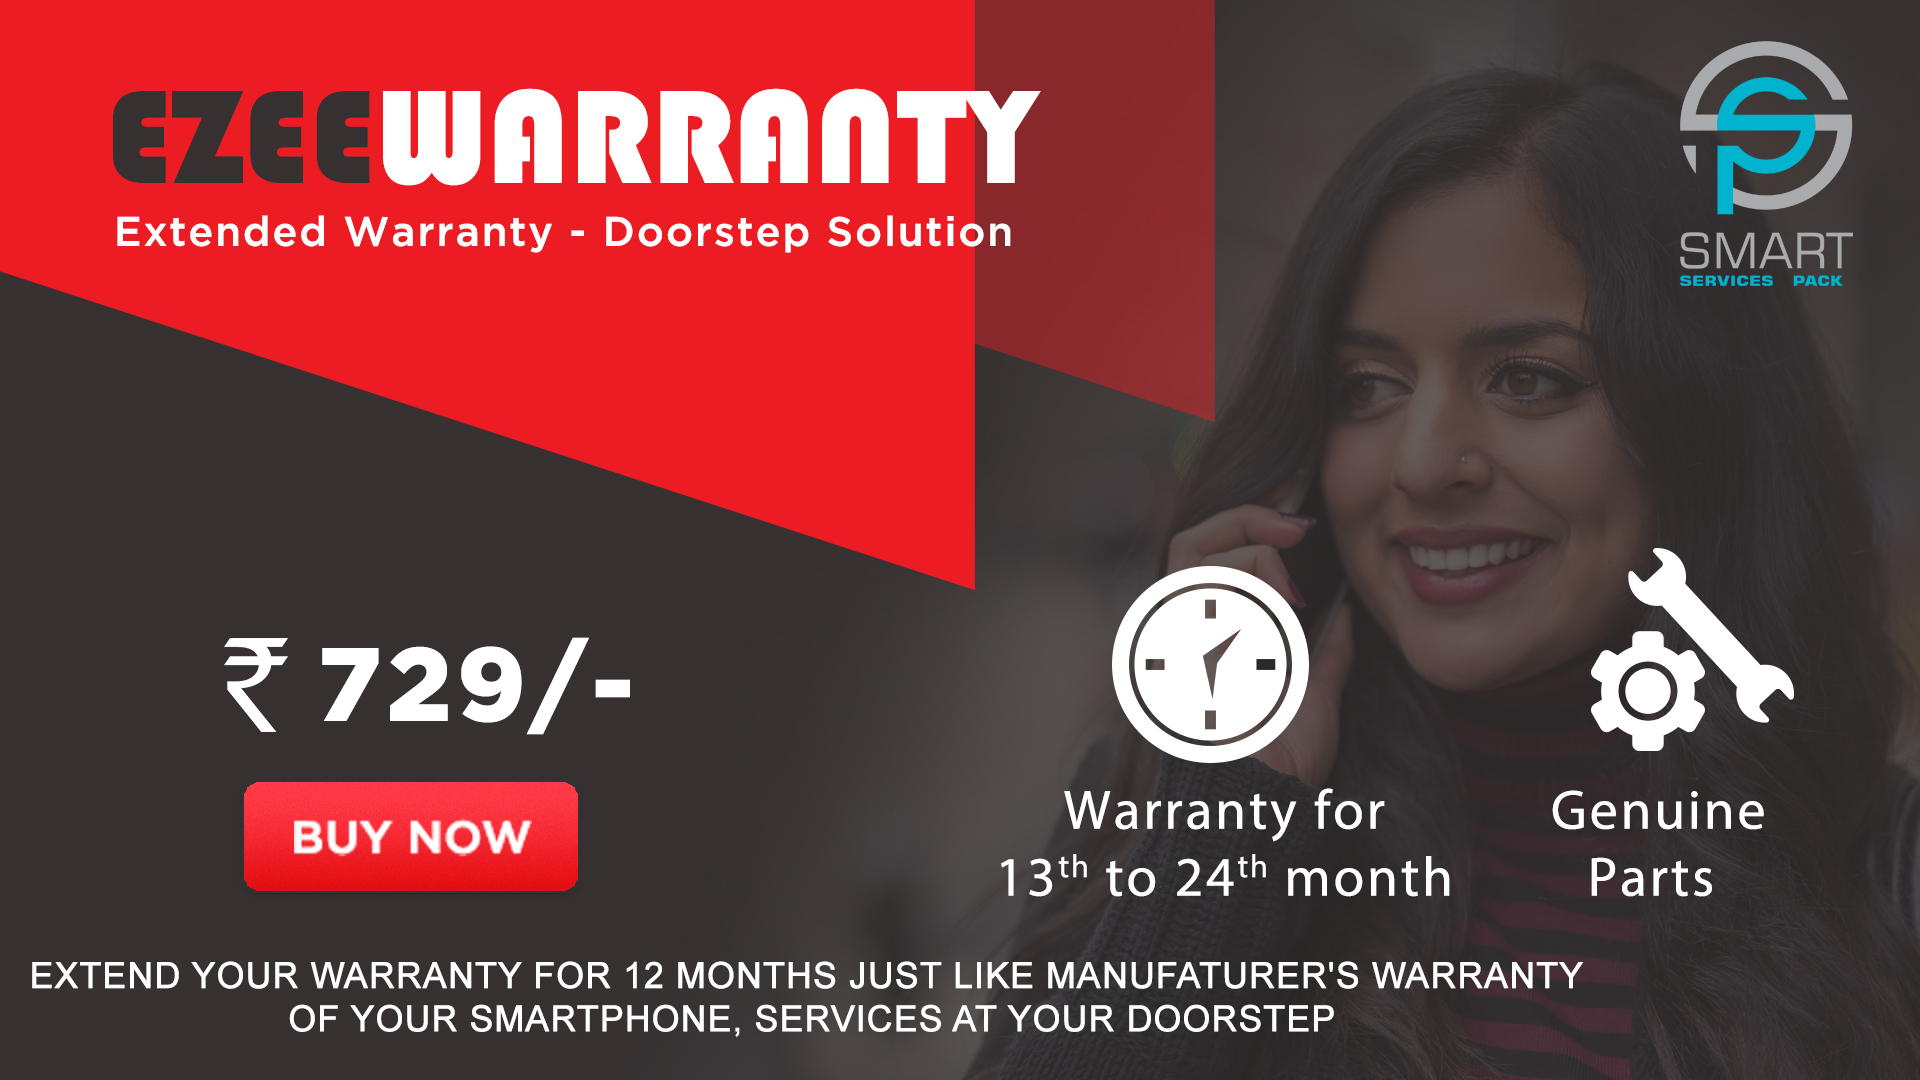 EZEEWARRANTY
Extended Warranty - Doorstep Solution
SMART
SERVICES PACK
₹ 729/-
BUY NOW
Warranty for
13th to 24th month
Genuine
Parts
EXTEND YOUR WARRANTY FOR 12 MONTHS JUST LIKE MANUFATURER'S WARRANTY
OF YOUR SMARTPHONE, SERVICES AT YOUR DOORSTEP